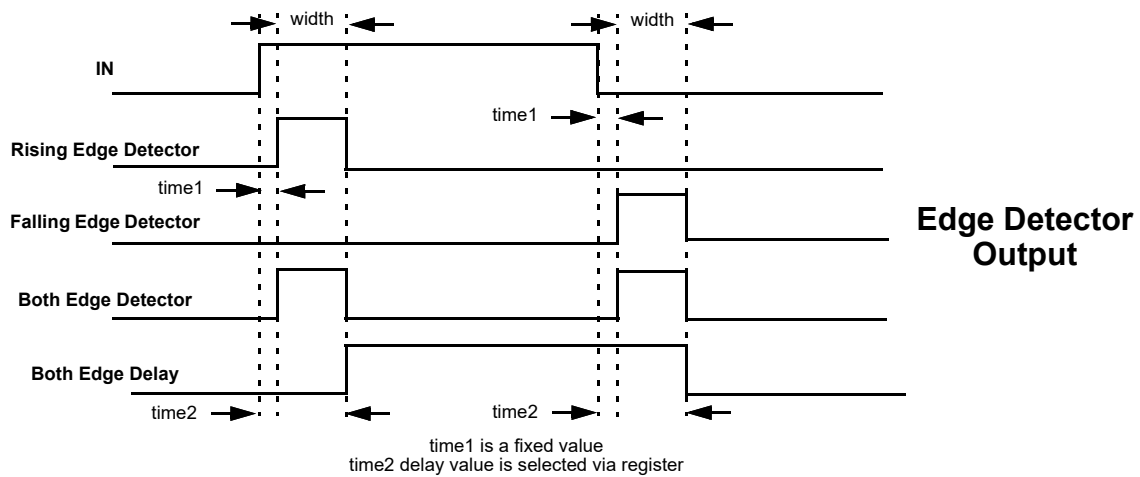 width
width
IN
time1
Rising Edge Detector
time1
Falling Edge Detector
Edge Detector
Output
Both Edge Detector
Both Edge Delay
time2
time2
time1 is a fixed value
time2 delay value is selected via register